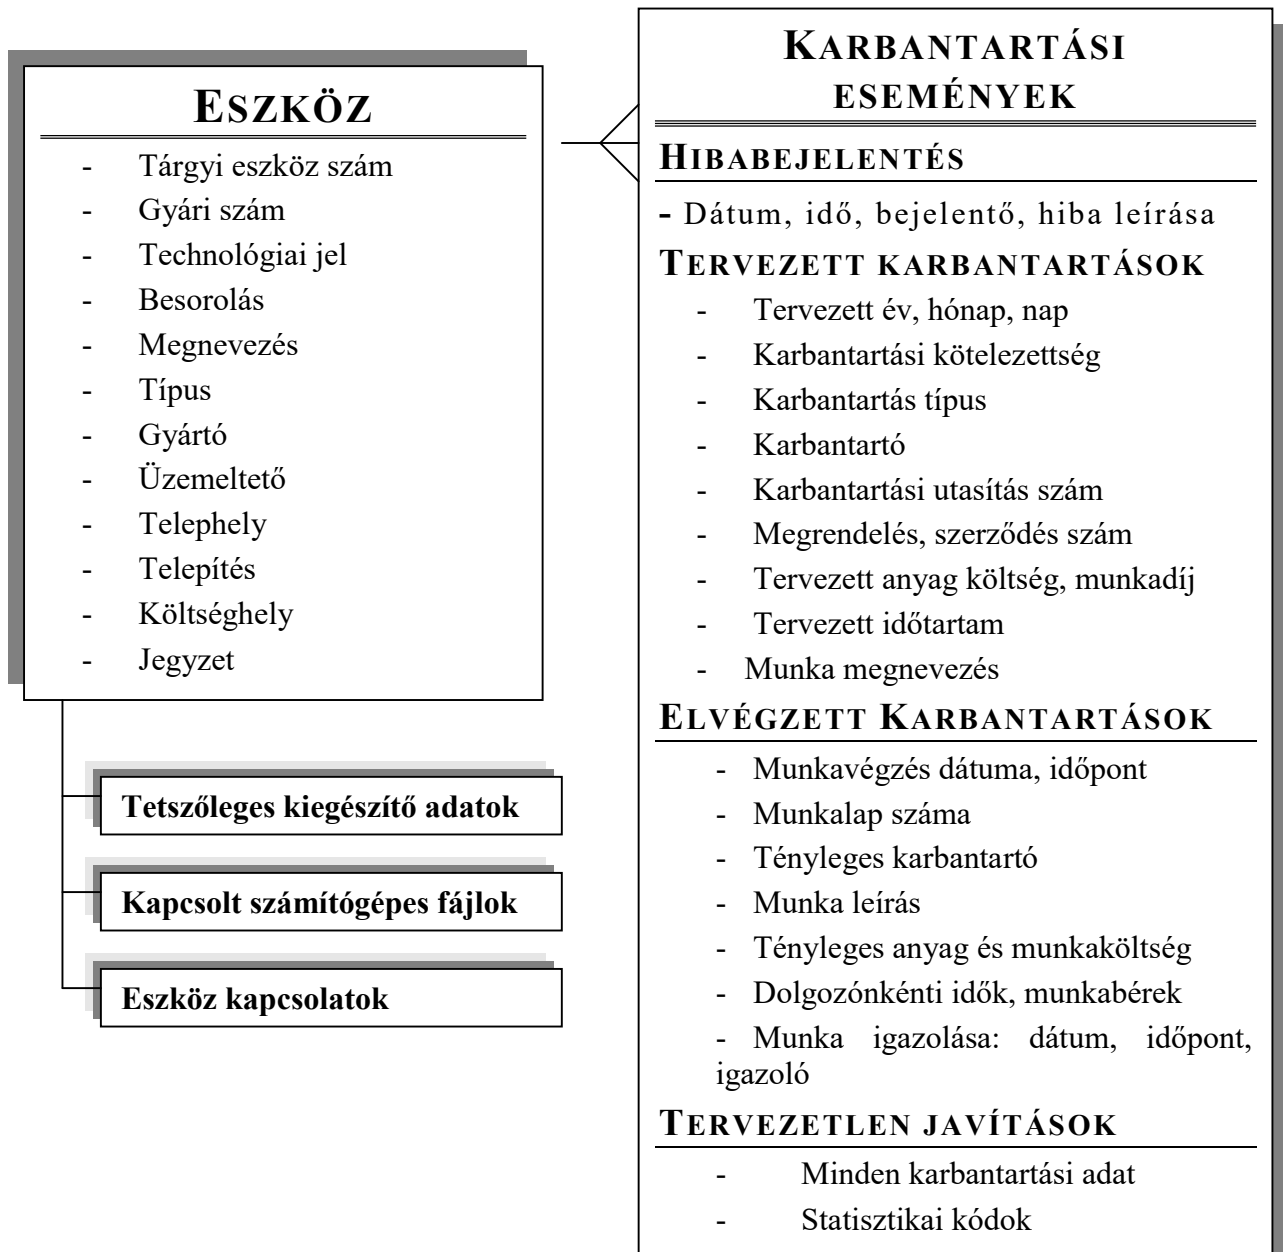 ESZKÖZ
- Tárgyi eszköz szám
- Gyári szám
- Technológiai jel
- Besorolás
- Megnevezés
- Típus
- Gyártó
- Üzemeltető
- Telephely
- Telepítés
- Költséghely
- Jegyzet
Tetszőleges kiegészítő adatok
Kapcsolt számítógépes fájlok
Eszköz kapcsolatok
KARBANTARTÁSI
ESEMÉNYEK
HIBABEJELENTÉS
- Dátum, idő, bejelentő, hiba leírása
TERVEZETT KARBANTARTÁSOK
- Tervezett év, hónap, nap
- Karbantartási kötelezettség
- Karbantartás típus
- Karbantartó
- Karbantartási utasítás szám
- Megrendelés, szerződés szám
- Tervezett anyag költség, munkadíj
- Tervezett időtartam
- Munka megnevezés
ELVÉGZETT KARBANTARTÁSOK
- Munkavégzés dátuma, időpont
- Munkalap száma
- Tényleges karbantartó
- Munka leírás
- Tényleges anyag és munkaköltség
- Dolgozónkénti idők, munkabérek
- Munka igazolása: dátum, időpont,
igazoló
TERVEZETLEN JAVÍTÁSOK
- Minden karbantartási adat
- Statisztikai kódok